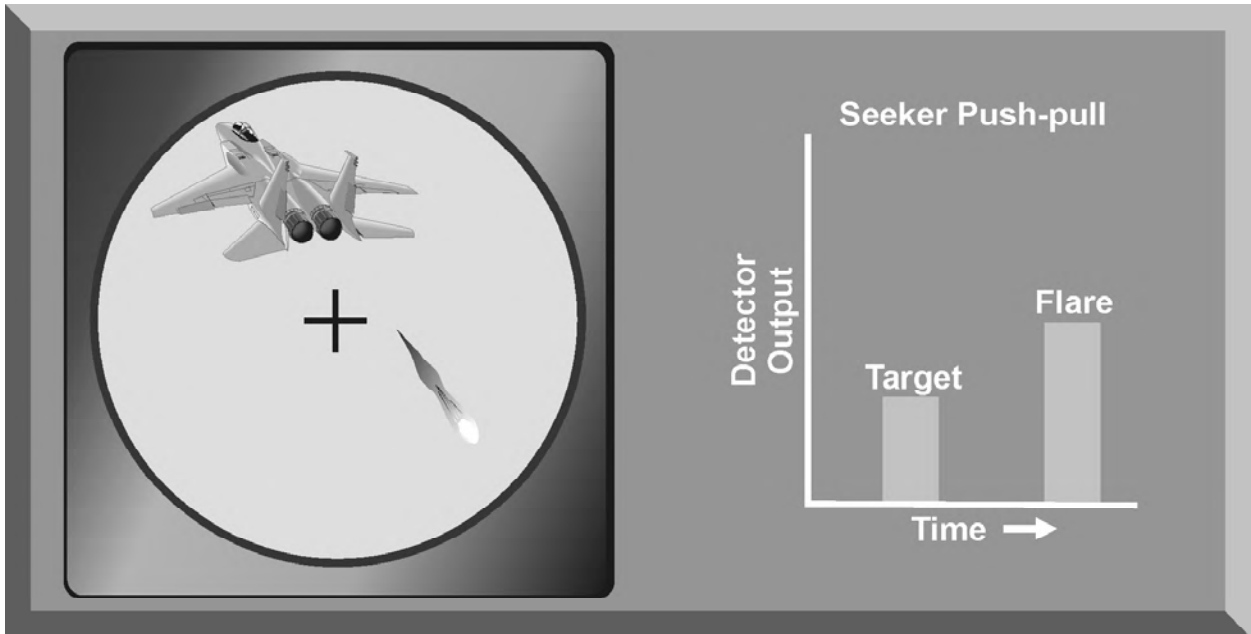 Seeker Push-pull
Detector
Output
Target
Flare
Time